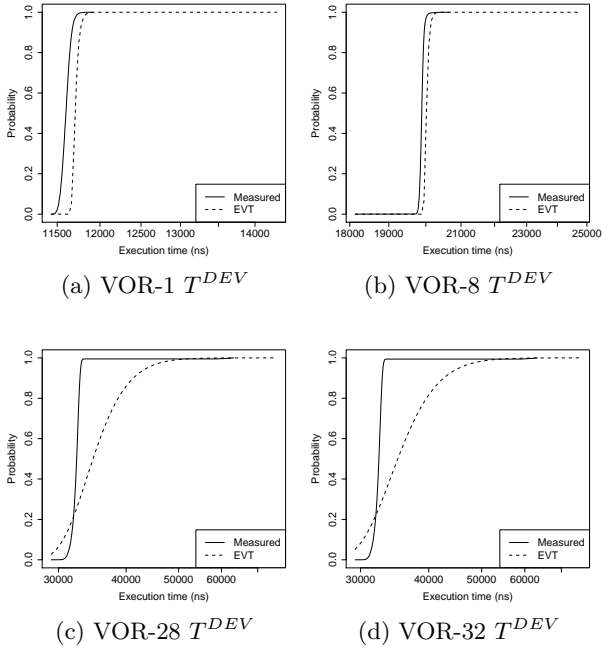 1.0
0.8
0.6
0.4
0.2
0.0
Probability
Measured
EVT
11500 12000 12500 13000 14000
Execution time (ns)
(a) VOR-1 T^DEV
1.0
0.8
0.6
0.4
0.2
0.0
Probability
Measured
EVT
18000 19000 20000 21000 22000 23000 25000
Execution time (ns)
(b) VOR-8 T^DEV
1.0
0.8
0.6
0.4
0.2
0.0
Probability
Measured
EVT
30000 40000 50000 60000
Execution time (ns)
(c) VOR-28 T^DEV
1.0
0.8
0.6
0.4
0.2
0.0
Probability
Measured
EVT
30000 40000 50000 60000
Execution time (ns)
(d) VOR-32 T^DEV